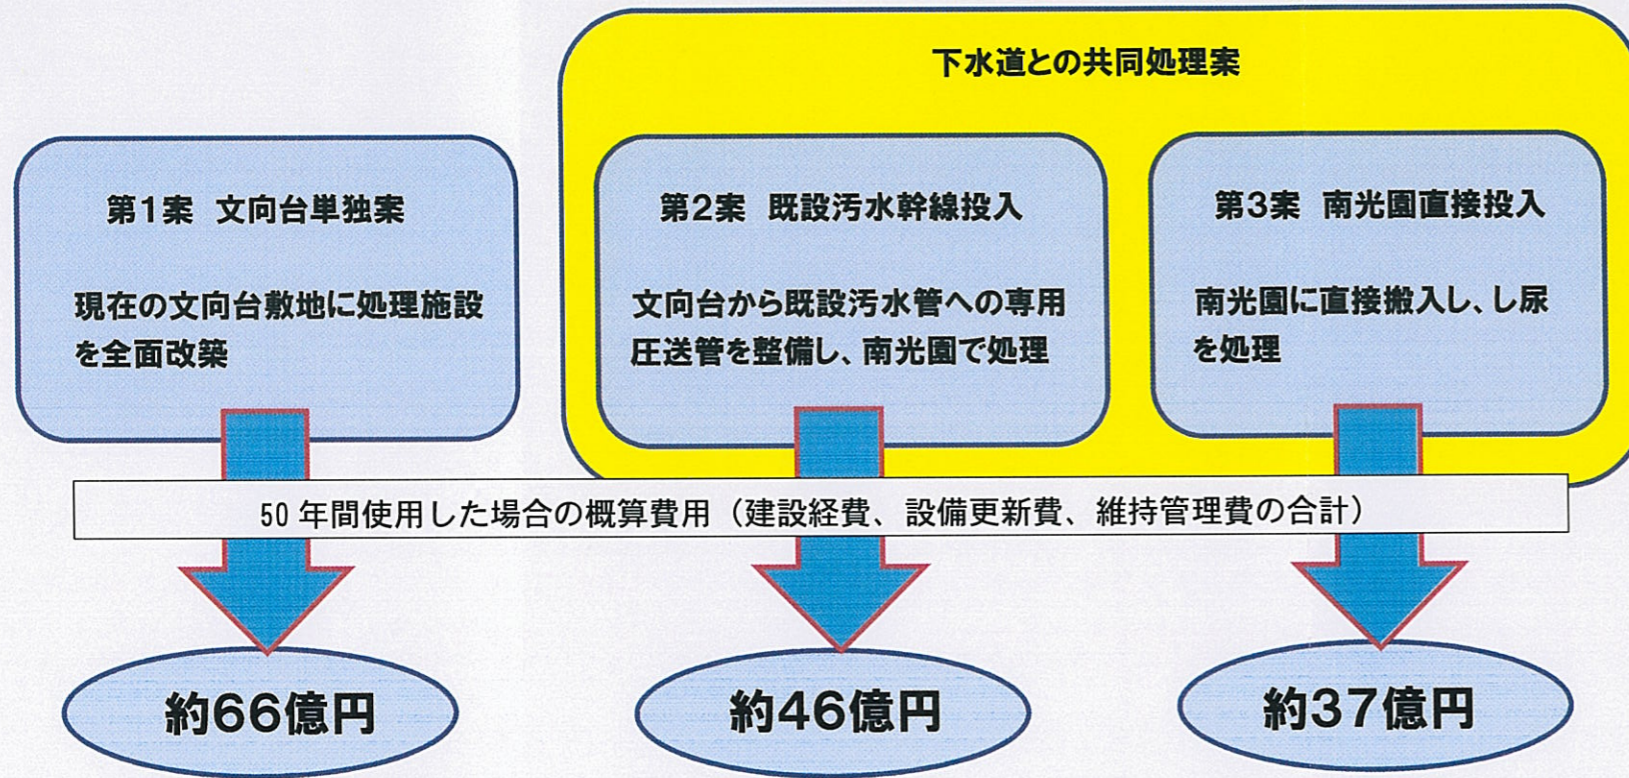 下水道との共同処理案
第1案 文向台単独案
現在の文向台敷地に処理施設
を全面改築
第2案 既設汚水幹線投入
文向台から既設汚水管への専用
圧送管を整備し、南光園で処理
第3案 南光園直接投入
南光園に直接搬入し、し尿
を処理
50年間使用した場合の概算費用（建設経費、設備更新費、維持管理費の合計）
約66億円
約46億円
約37億円